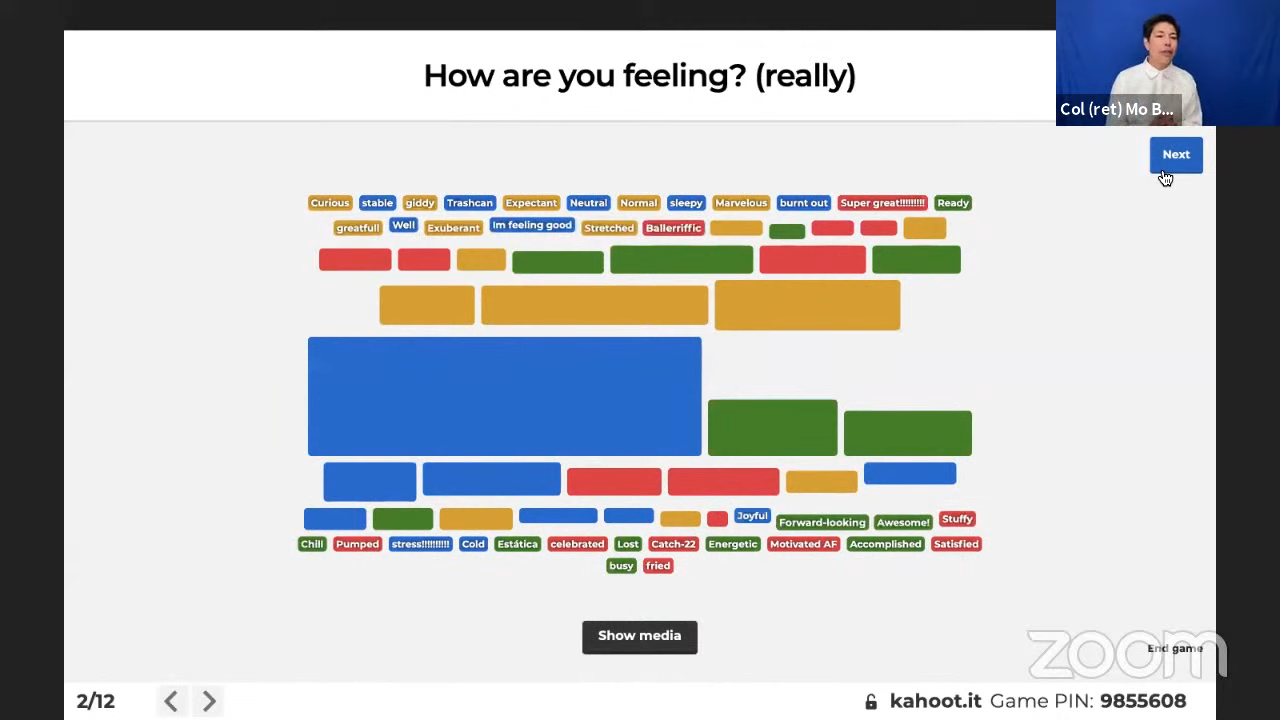 How are you feeling? (really)
Col (ret) Mo B...
Next
Curious stable giddy Trashcan Expectant Neutral Normal sleepy Marvelous burnt out Super great!!!!!!!!! Ready
greatfull Well Exuberant Im feeling good Stretched Ballerriffic
Joyful Forward-looking Awesome! Stuffy
Chill Pumped stress!!!!!!!!!! Cold Estática celebrated Lost Catch-22 Energetic Motivated AF Accomplished Satisfied
busy fried
Show media
zoom
End game
2/12
kahoot.it Game PIN: 9855608